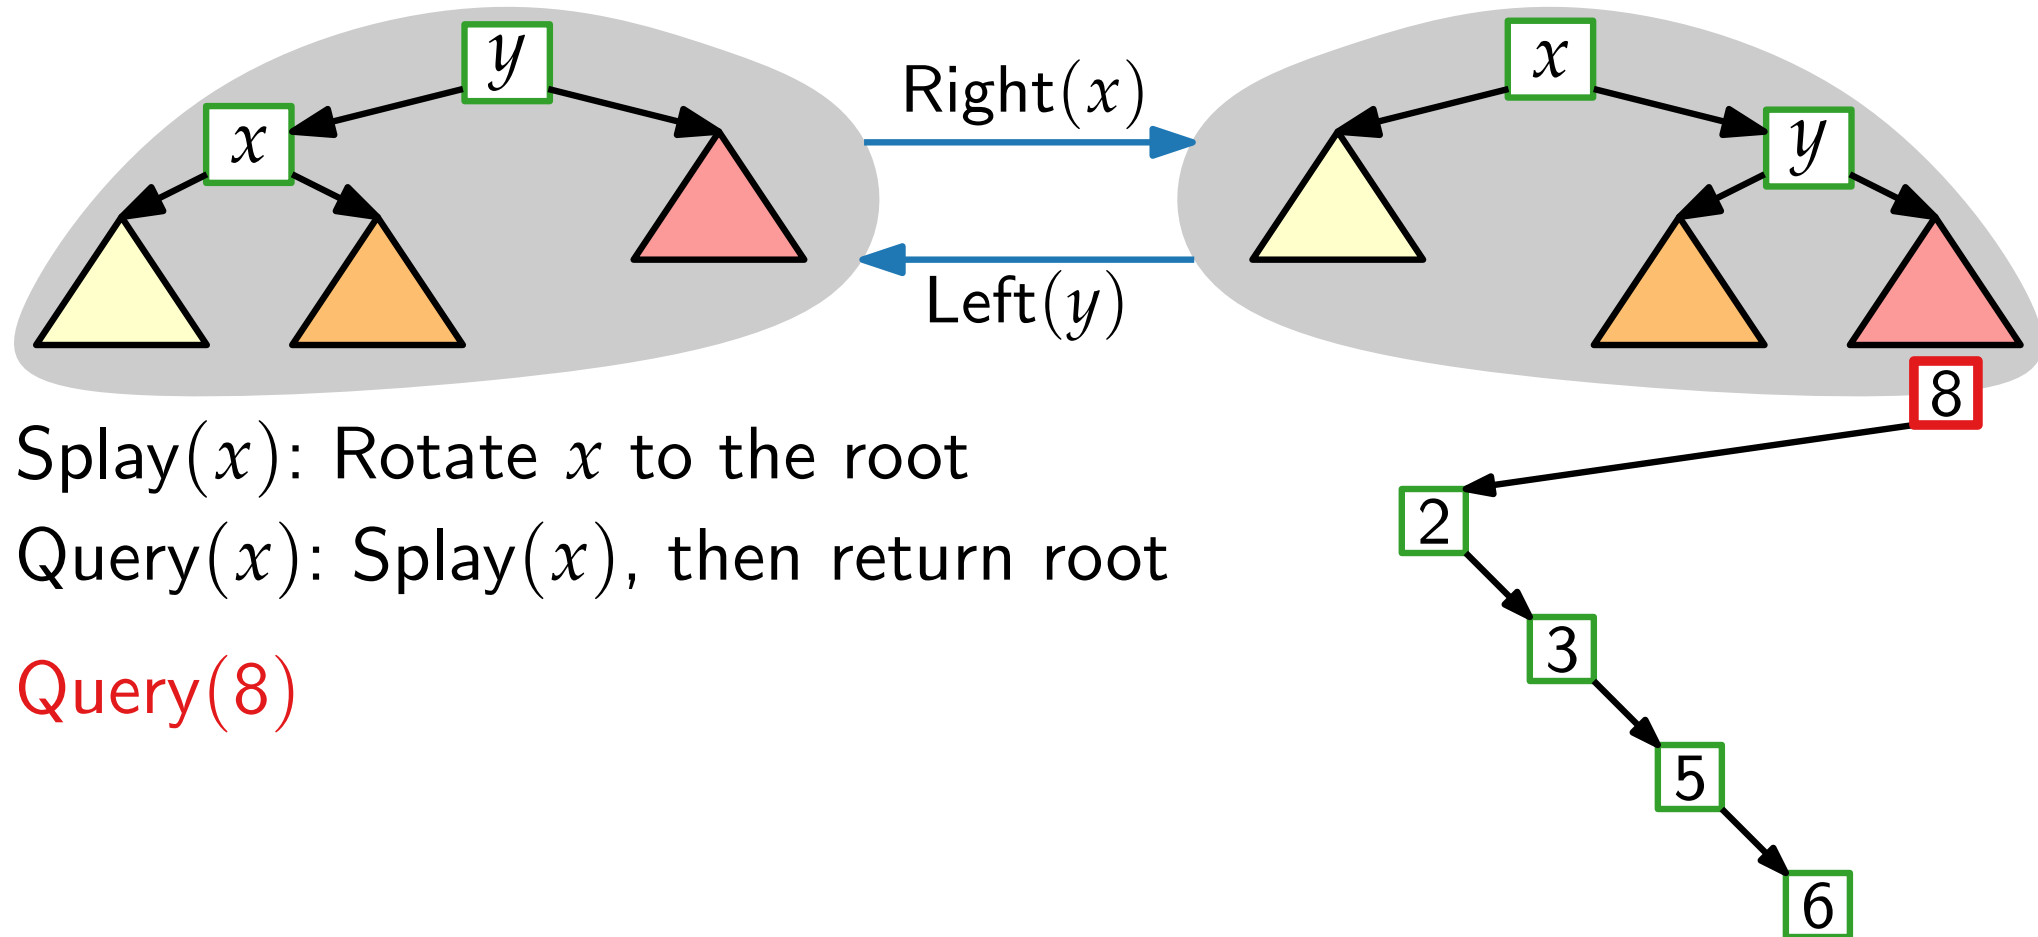 y
x
Right(x)
Left(y)
x
y
Splay(x): Rotate x to the root
Query(x): Splay(x), then return root
Query(8)
8
2
3
5
6